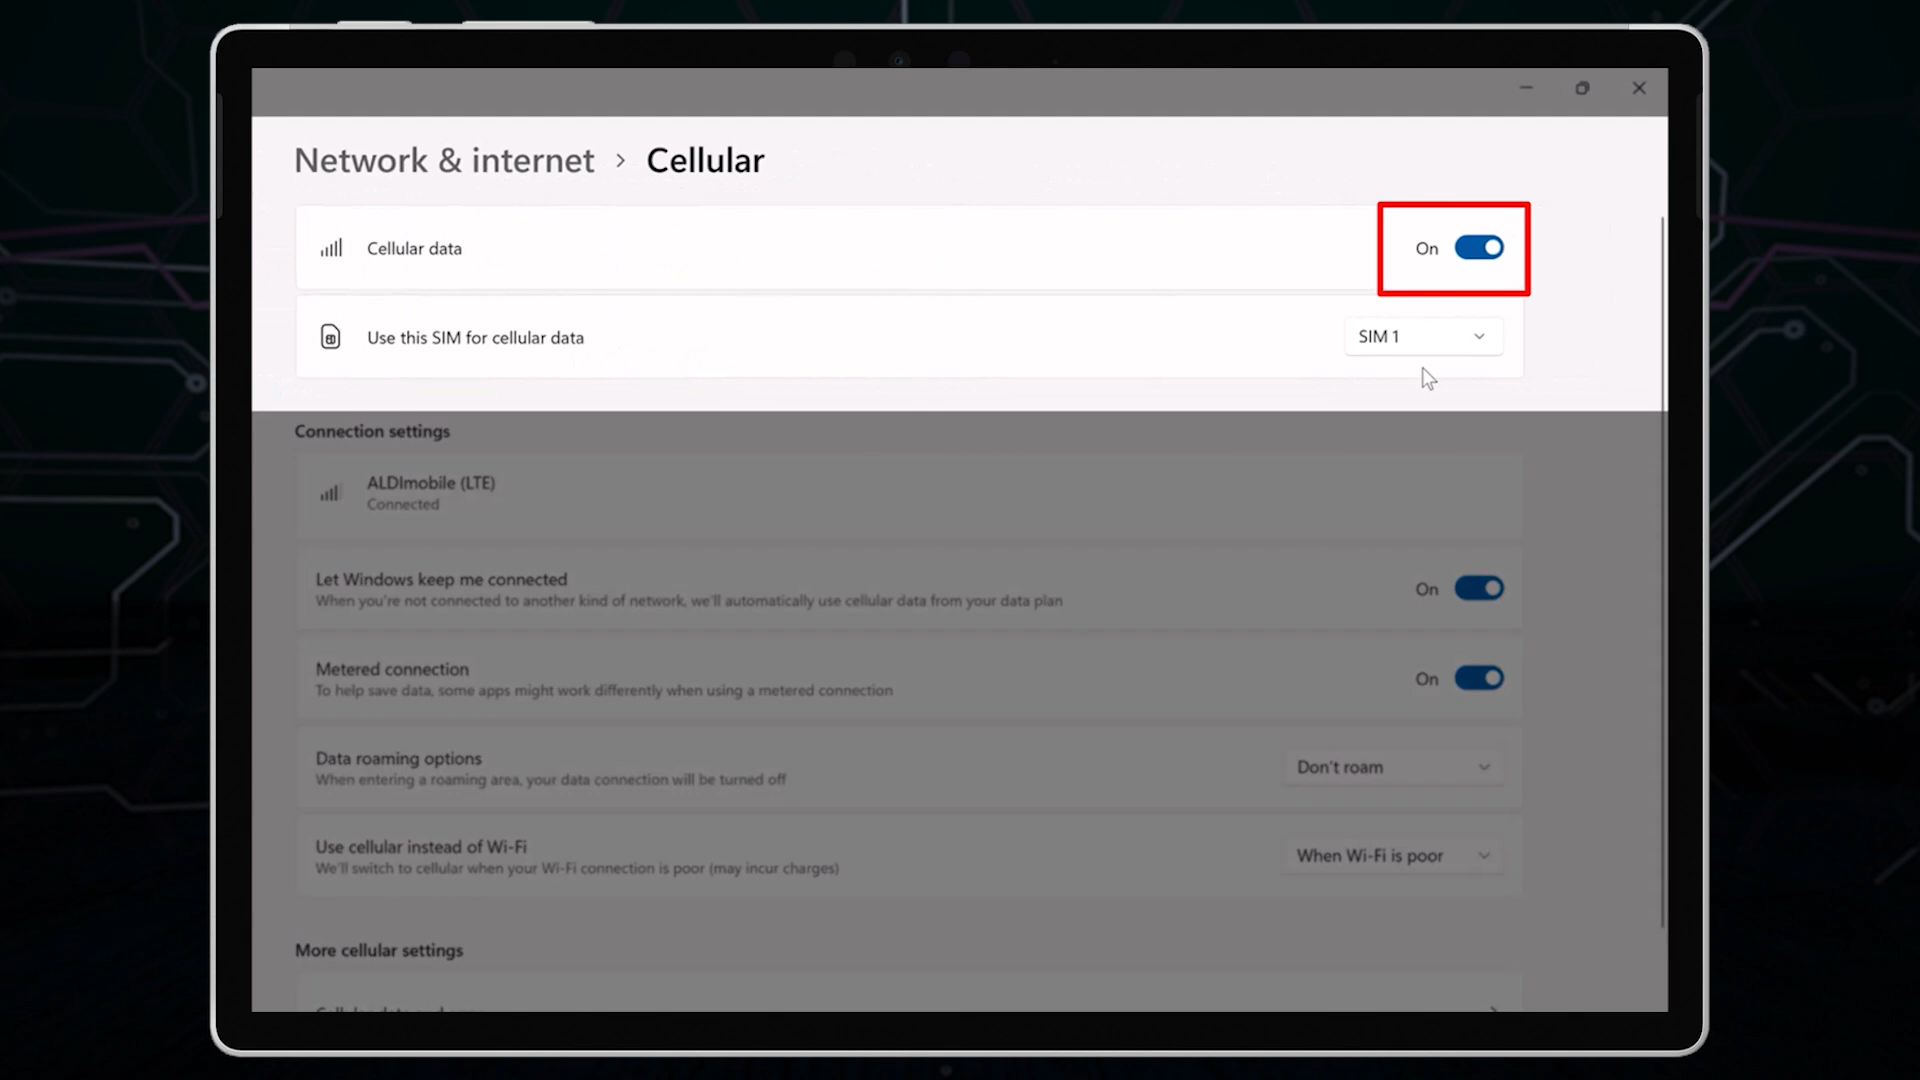 Network & internet > Cellular
Cellular data
On
Use this SIM for cellular data
SIM 1
Connection settings
ALDImobile (LTE)
Connected
Let Windows keep me connected
When you're not connected to another kind of network, we'll automatically use cellular data from your data plan
On
Metered connection
To help save data, some apps might work differently when using a metered connection
On
Data roaming options
When entering a roaming area, your data connection will be turned off
Don't roam
Use cellular instead of Wi-Fi
We'll switch to cellular when your Wi-Fi connection is poor (may incur charges)
When Wi-Fi is poor
More cellular settings